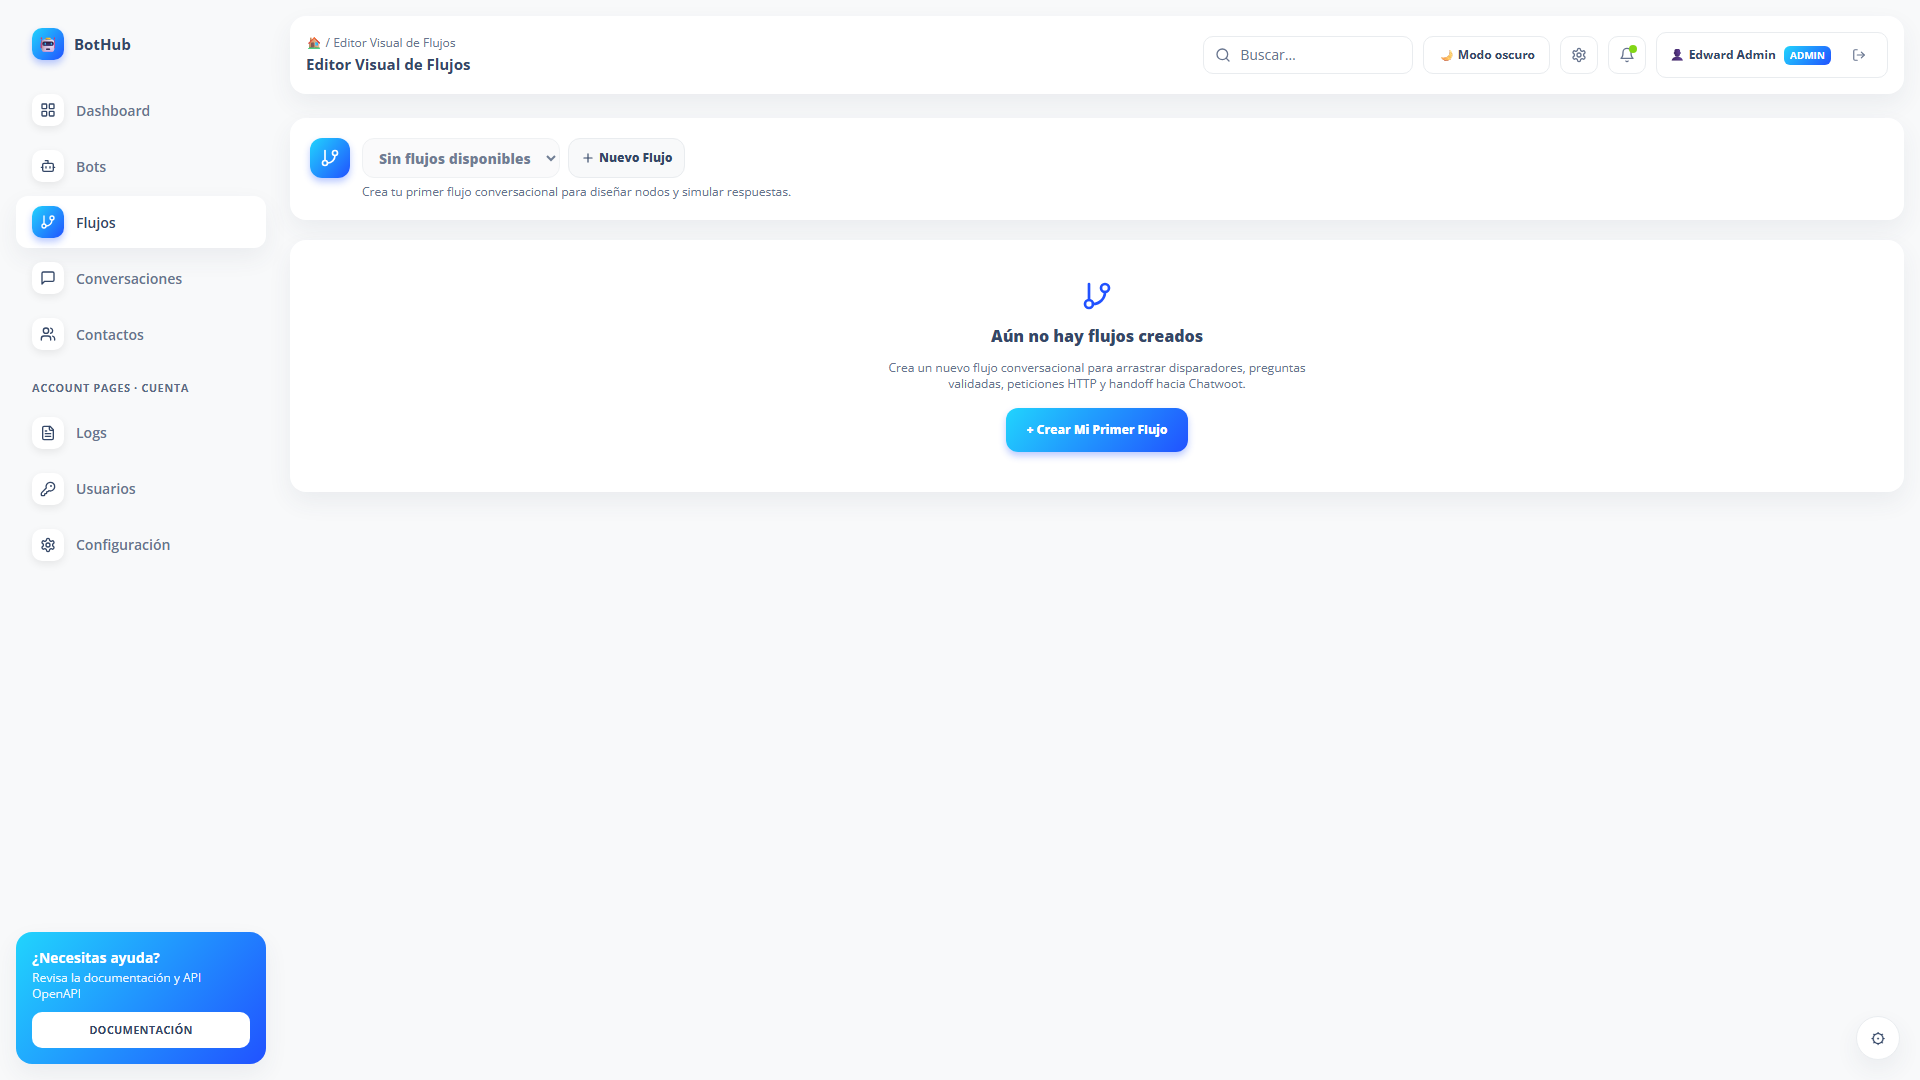 BotHub
Dashboard
Bots
Flujos
Conversaciones
Contactos
ACCOUNT PAGES · CUENTA
Logs
Usuarios
Configuración
¿Necesitas ayuda?
Revisa la documentación y API
OpenAPI
DOCUMENTACIÓN
/ Editor Visual de Flujos
Editor Visual de Flujos
Buscar...
Modo oscuro
Edward Admin ADMIN
Sin flujos disponibles
Nuevo Flujo
Crea tu primer flujo conversacional para diseñar nodos y simular respuestas.
Aún no hay flujos creados
Crea un nuevo flujo conversacional para arrastrar disparadores, preguntas
validadas, peticiones HTTP y handoff hacia Chatwoot.
+ Crear Mi Primer Flujo